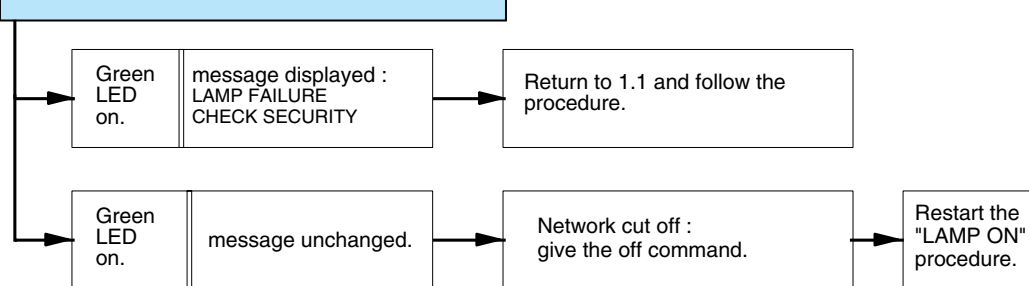 Green
LED
on.
message displayed :
LAMP FAILURE
CHECK SECURITY
Return to 1.1 and follow the
procedure.
Green
LED
on.
message unchanged.
Network cut off :
give the off command.
Restart the
"LAMP ON"
procedure.